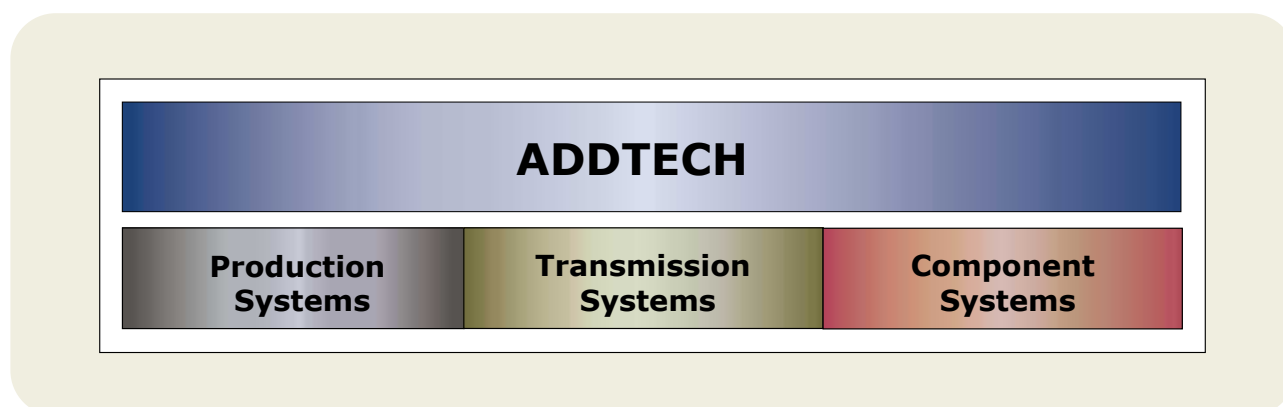 ADDTECH
Production
Systems
Transmission
Systems
Component
Systems